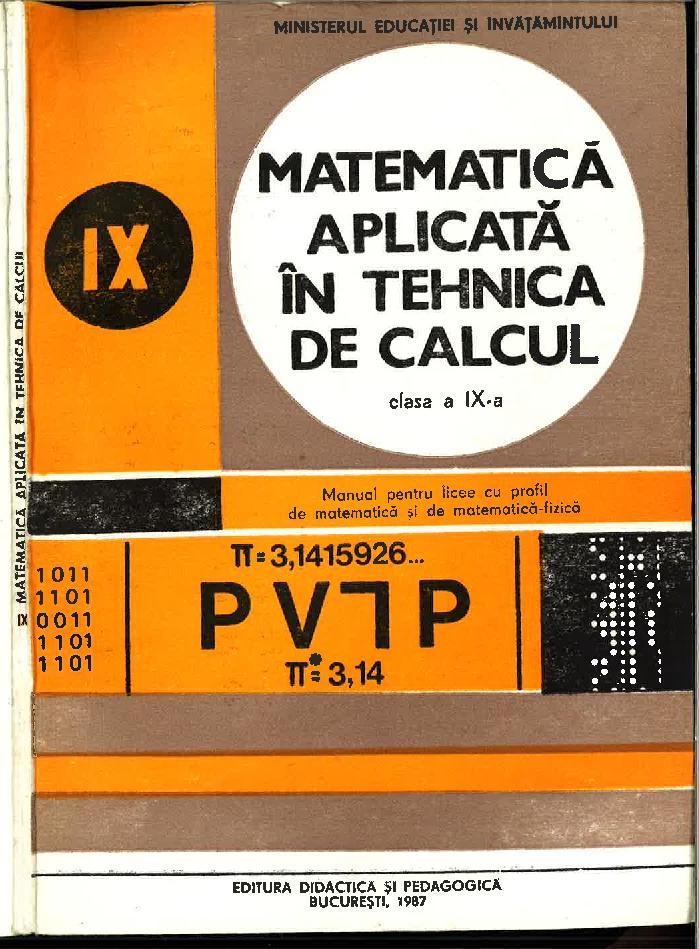 MINISTERUL EDUCAȚIEI ȘI INVĂȚĂMINTULUI
MATEMATICĂ
APLICATĂ
ÎN TEHNICA
DE CALCUL
clasa a IX-a
IX
Manual pentru licee cu profil
de matematică și de matematică-fizică
1011
1101
0011
1101
1101
π=3,1415926...
PV˥P
π*= 3,14
EDITURA DIDACTICĂ ȘI PEDAGOGICĂ
BUCUREȘTI, 1987
IX MATEMATICĂ APLICATĂ ÎN TEHNICA DE CALCUL